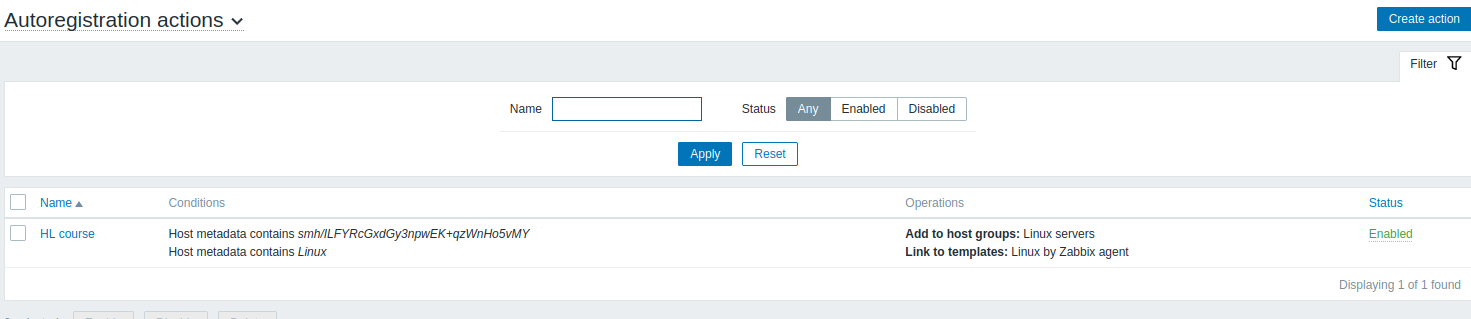 Autoregistration actions
Create action
Filter
Name Status Any Enabled Disabled
Apply Reset
Name Conditions Operations Status
HL course Host metadata contains smh/ILFYRcGxdGy3npwEK+qzWnHo5vMY Add to host groups: Linux servers Enabled
Host metadata contains Linux Link to templates: Linux by Zabbix agent
Displaying 1 of 1 found